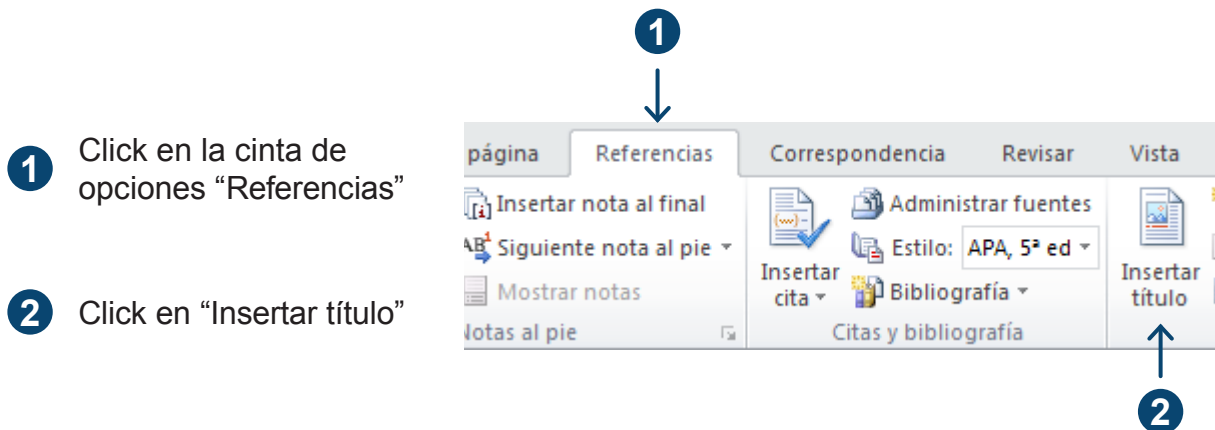 1
1 Click en la cinta de
opciones “Referencias”
2 Click en “Insertar título”
página Referencias Correspondencia Revisar Vista
Insertar nota al final
AB¹ Siguiente nota al pie
Mostrar notas
Notas al pie
Insertar
cita
Administrar fuentes
Estilo: APA, 5ª ed
Bibliografía
Citas y bibliografía
Insertar
título
2